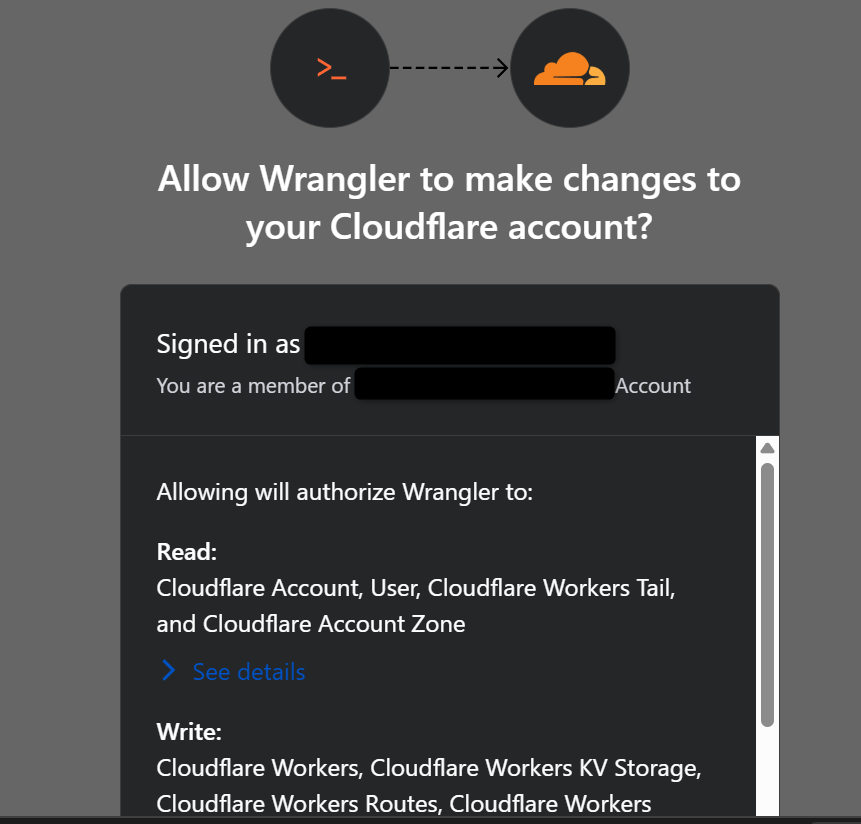 >_
Allow Wrangler to make changes to
your Cloudflare account?
Signed in as
You are a member of Account
Allowing will authorize Wrangler to:
Read:
Cloudflare Account, User, Cloudflare Workers Tail,
and Cloudflare Account Zone
See details
Write:
Cloudflare Workers, Cloudflare Workers KV Storage,
Cloudflare Workers Routes, Cloudflare Workers